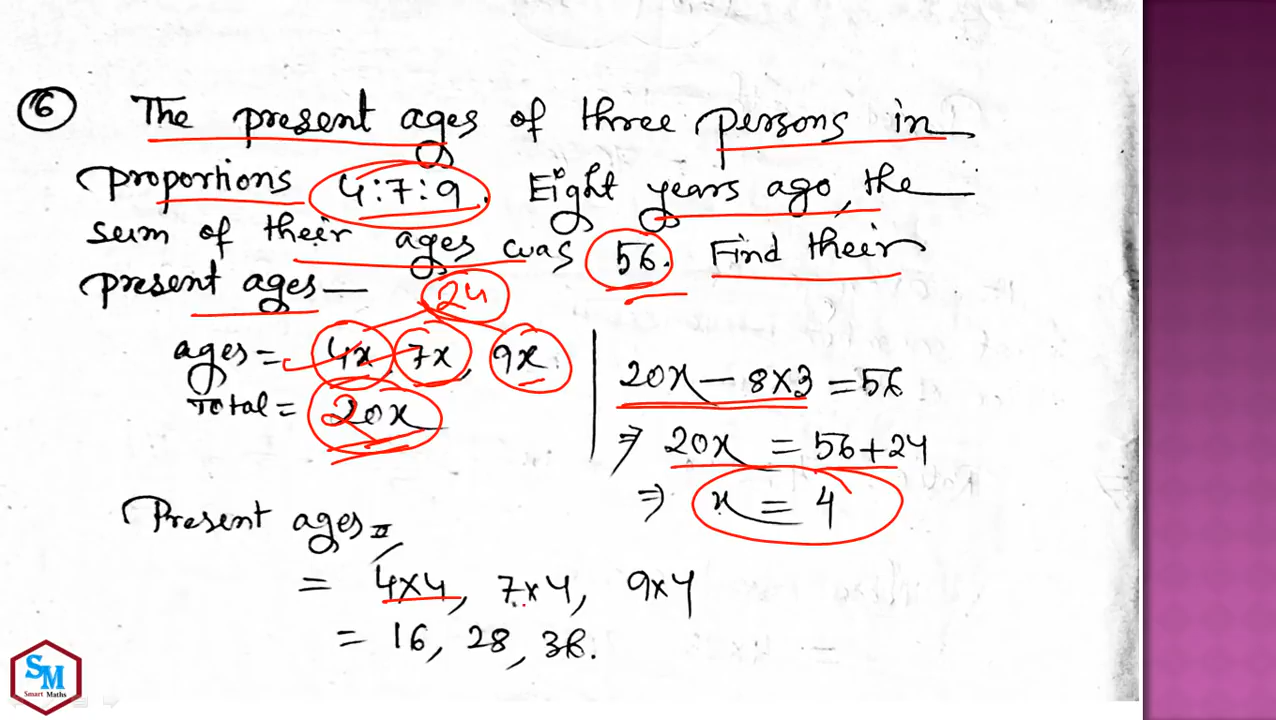 6 The present ages of three persons in
proportions 4:7:9. Eight years ago, the
sum of their ages was 56. Find their
present ages—
24
ages = 4x, 7x, 9x
Total = 20x
20x — 8×3 = 56
⇒ 20x = 56+24
⇒ x = 4
Present ages =
= 4×4, 7×4, 9×4
= 16, 28, 36.
SM
Smart Maths